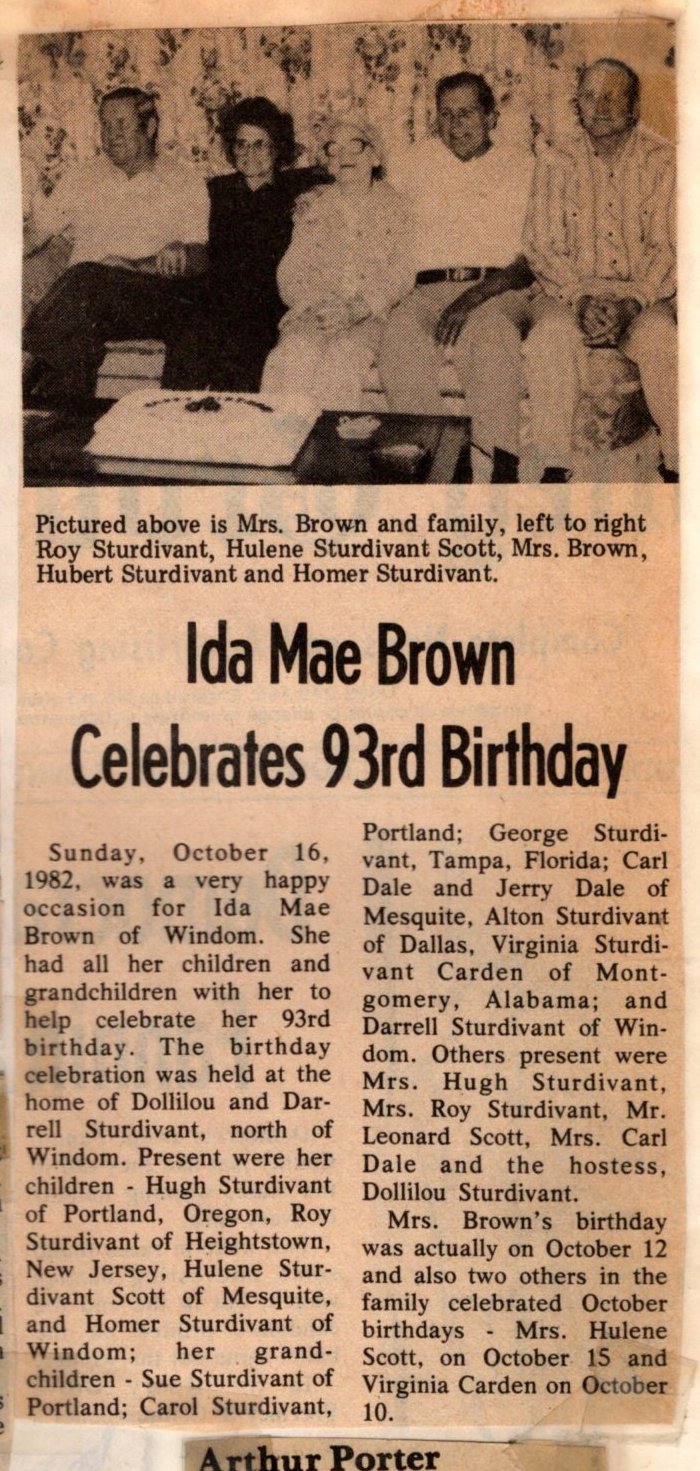 Pictured above is Mrs. Brown and family, left to right
Roy Sturdivant, Hulene Sturdivant Scott, Mrs. Brown,
Hubert Sturdivant and Homer Sturdivant.
Ida Mae Brown
Celebrates 93rd Birthday
Sunday, October 16,
1982, was a very happy
occasion for Ida Mae
Brown of Windom. She
had all her children and
grandchildren with her to
help celebrate her 93rd
birthday. The birthday
celebration was held at the
home of Dollilou and Dar-
rell Sturdivant, north of
Windom. Present were her
children - Hugh Sturdivant
of Portland, Oregon, Roy
Sturdivant of Heightstown,
New Jersey, Hulene Stur-
divant Scott of Mesquite,
and Homer Sturdivant of
Windom; her grand-
children - Sue Sturdivant of
Portland; Carol Sturdivant,
Portland; George Sturdi-
vant, Tampa, Florida; Carl
Dale and Jerry Dale of
Mesquite, Alton Sturdivant
of Dallas, Virginia Sturdi-
vant Carden of Mont-
gomery, Alabama; and
Darrell Sturdivant of Win-
dom. Others present were
Mrs. Hugh Sturdivant,
Mrs. Roy Sturdivant, Mr.
Leonard Scott, Mrs. Carl
Dale and the hostess,
Dollilou Sturdivant.
Mrs. Brown's birthday
was actually on October 12
and also two others in the
family celebrated October
birthdays - Mrs. Hulene
Scott, on October 15 and
Virginia Carden on October
10.
Arthur Porter